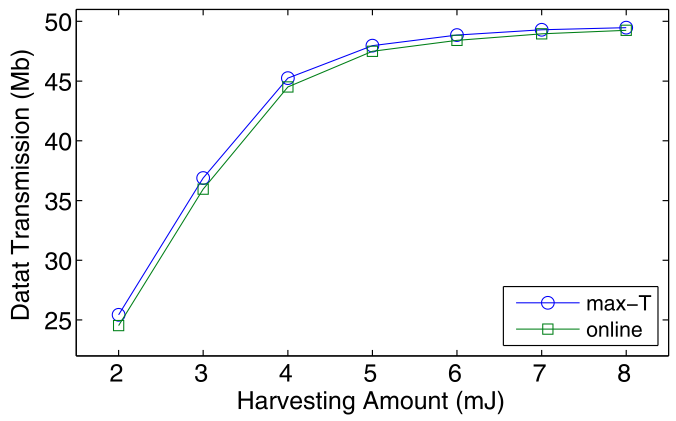 50
45
40
35
30
25
Datat Transmission (Mb)
2 3 4 5 6 7 8
Harvesting Amount (mJ)
max-T
online